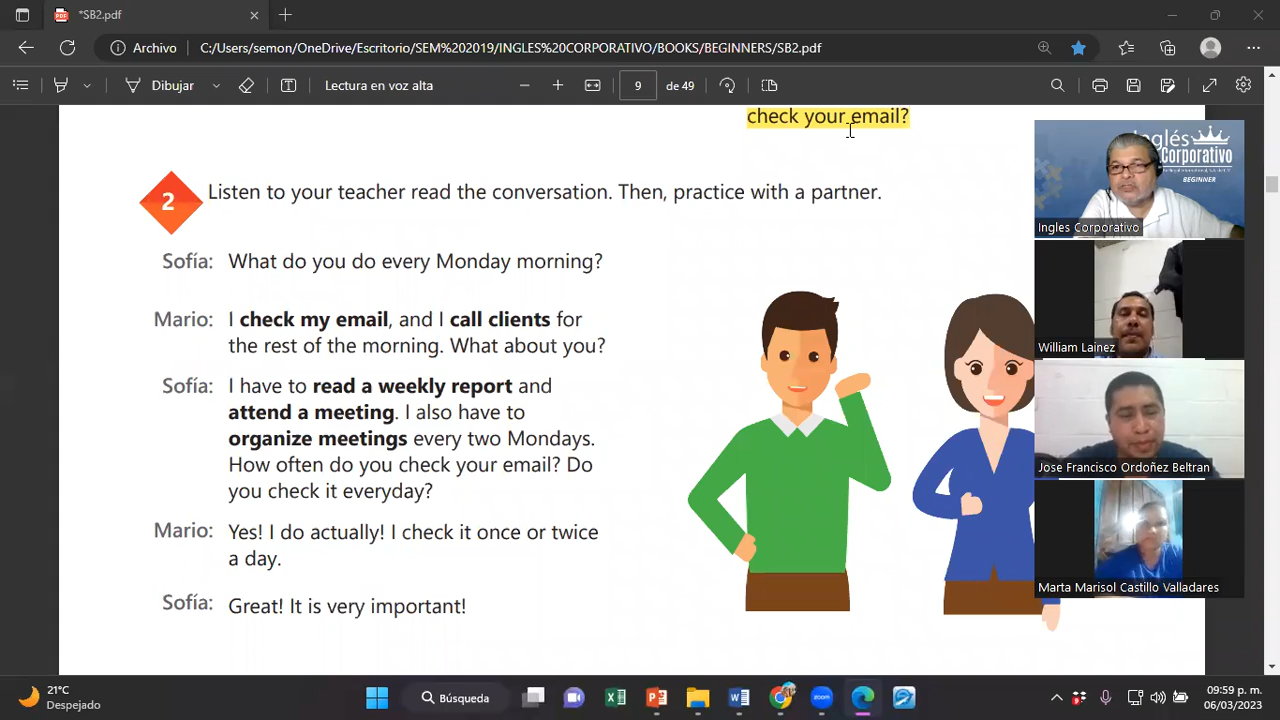 *SB2.pdf
Archivo
C:/Users/semon/OneDrive/Escritorio/SEM%202019/INGLES%20CORPORATIVO/BOOKS/BEGINNERS/SB2.pdf
Dibujar
Lectura en voz alta
9
de 49
check your email?
2
Listen to your teacher read the conversation. Then, practice with a partner.
Sofía: What do you do every Monday morning?
Mario: I check my email, and I call clients for
the rest of the morning. What about you?
Sofía: I have to read a weekly report and
attend a meeting. I also have to
organize meetings every two Mondays.
How often do you check your email? Do
you check it everyday?
Mario: Yes! I do actually! I check it once or twice
a day.
Sofía: Great! It is very important!
Inglés
Corporativo
BEGINNER
Ingles Corporativo
William Lainez
Jose Francisco Ordoñez Beltran
Marta Marisol Castillo Valladares
21°C
Despejado
Búsqueda
09:59 p. m.
06/03/2023